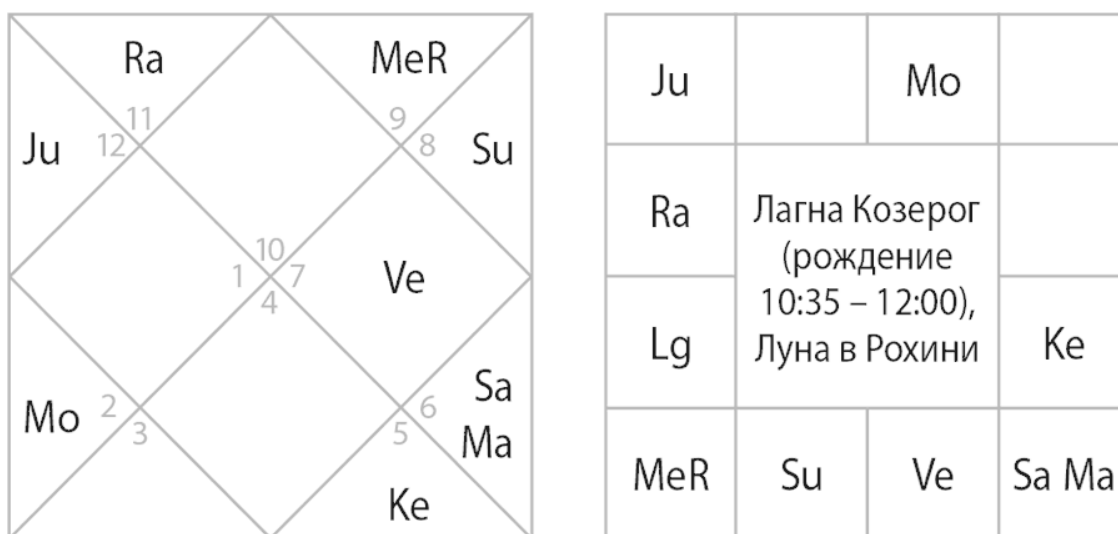 Ra
MeR
11
9
Ju
12
8
Su
10
1
7
Ve
4
Mo
2
3
6
5
Sa
Ma
Ke
Ju
Mo
Ra
Лагна Козерог
(рождение
10:35 – 12:00),
Луна в Рохини
Lg
Ke
MeR
Su
Ve
Sa Ma